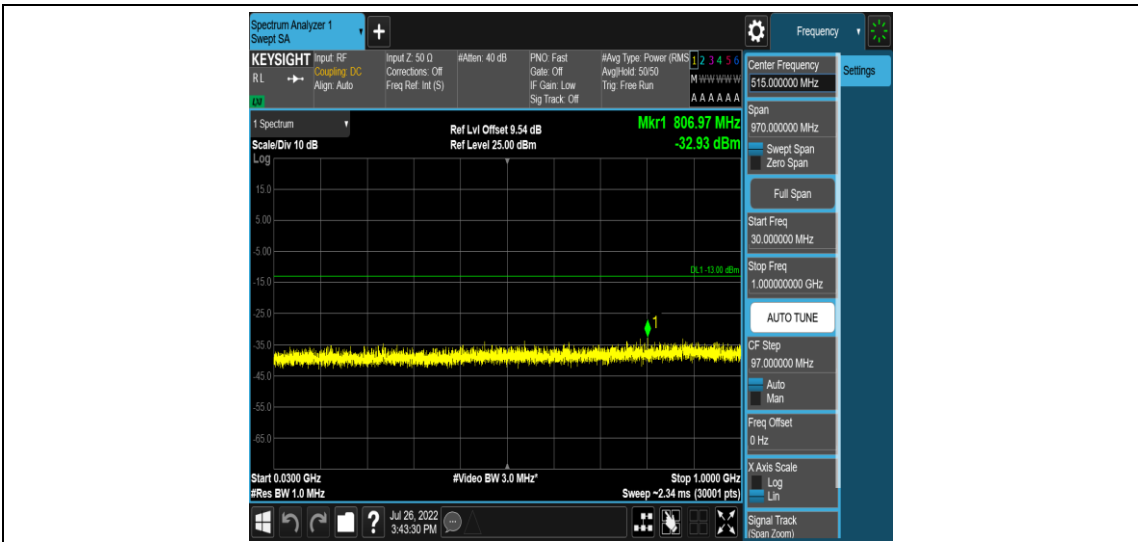 Spectrum Analyzer 1
Swept SA
+
Frequency
KEYSIGHT
RL
LXI
Input: RF
Coupling: DC
Align: Auto
Input Z: 50 Ω
Corrections: Off
Freq Ref: Int (S)
#Atten: 40 dB
PNO: Fast
Gate: Off
IF Gain: Low
Sig Track: Off
#Avg Type: Power (RMS
Avg|Hold: 50/50
Trig: Free Run
1 2 3 4 5 6
M W W W W W
A A A A A A
Center Frequency
515.000000 MHz
Settings
Span
970.000000 MHz
Swept Span
Zero Span
Full Span
Start Freq
30.000000 MHz
Stop Freq
1.000000000 GHz
AUTO TUNE
CF Step
97.000000 MHz
Auto
Man
Freq Offset
0 Hz
X Axis Scale
Log
Lin
Signal Track
(Span Zoom)
1 Spectrum
Scale/Div 10 dB
Log
Ref Lvl Offset 9.54 dB
Ref Level 25.00 dBm
Mkr1 806.97 MHz
-32.93 dBm
15.0
5.00
-5.00
-15.0
-25.0
-35.0
-45.0
-55.0
-65.0
DL1 -13.00 dBm
1
Start 0.0300 GHz
#Res BW 1.0 MHz
#Video BW 3.0 MHz*
Stop 1.0000 GHz
Sweep ~2.34 ms (30001 pts)
?
Jul 26, 2022
3:43:30 PM